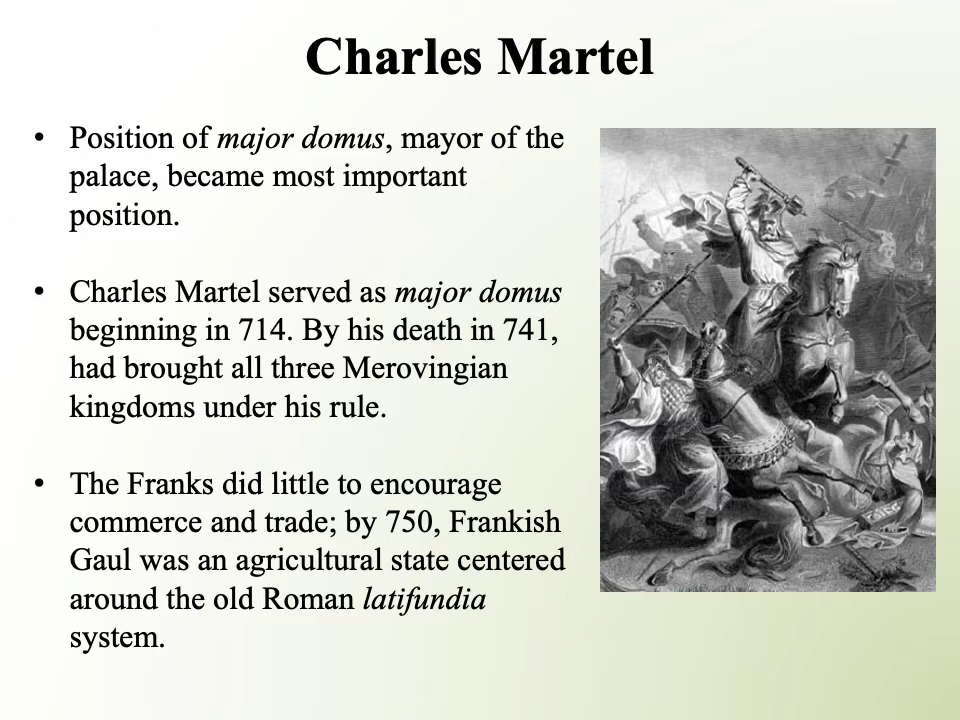 Charles Martel
• Position of major domus, mayor of the
palace, became most important
position.
• Charles Martel served as major domus
beginning in 714. By his death in 741,
had brought all three Merovingian
kingdoms under his rule.
• The Franks did little to encourage
commerce and trade; by 750, Frankish
Gaul was an agricultural state centered
around the old Roman latifundia
system.